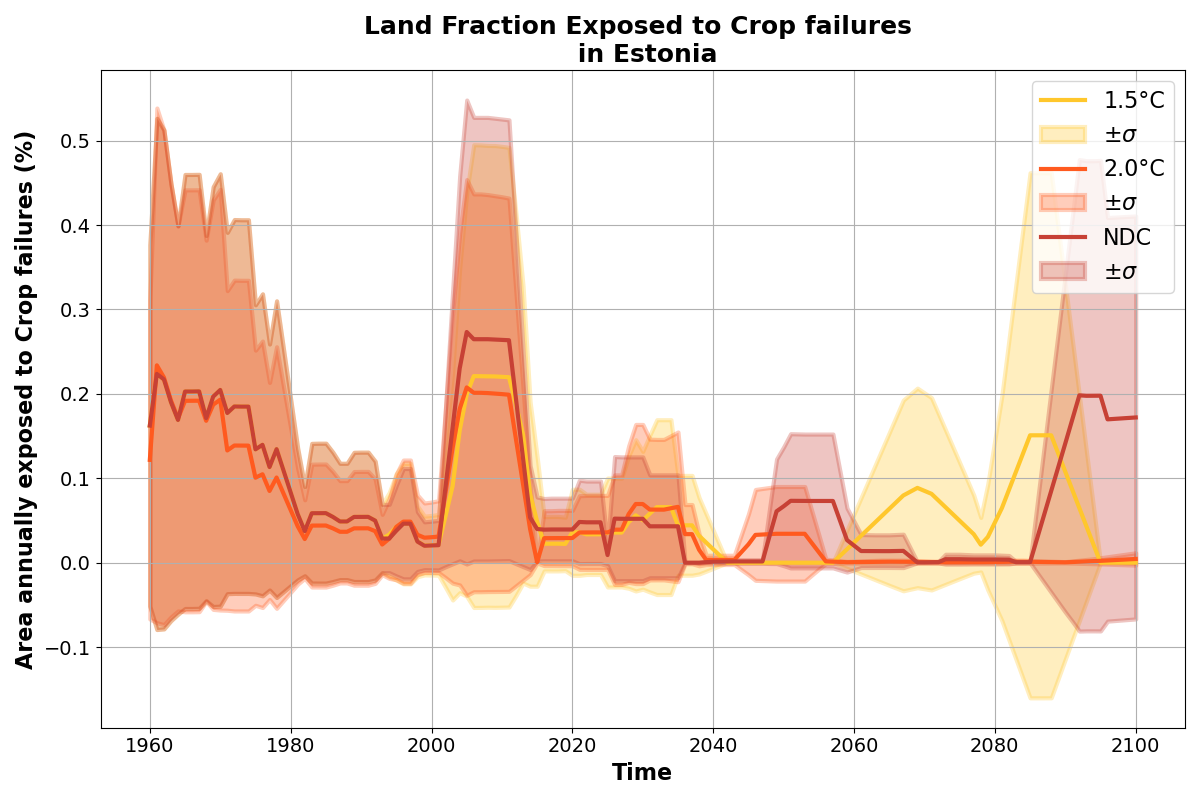 Land Fraction Exposed to Crop failures
in Estonia
Area annually exposed to Crop failures (%)
0.5
0.4
0.3
0.2
0.1
0.0
−0.1
1960
1980
2000
2020
2040
2060
2080
2100
Time
1.5°C
±σ
2.0°C
±σ
NDC
±σ